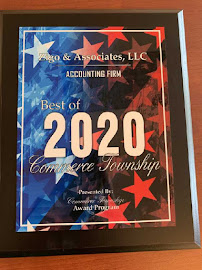 & Associates, LLC
ACCOUNTING FIRM
Best of
2020
Commerce Township
Presented By:
Commerce Township
Award Program